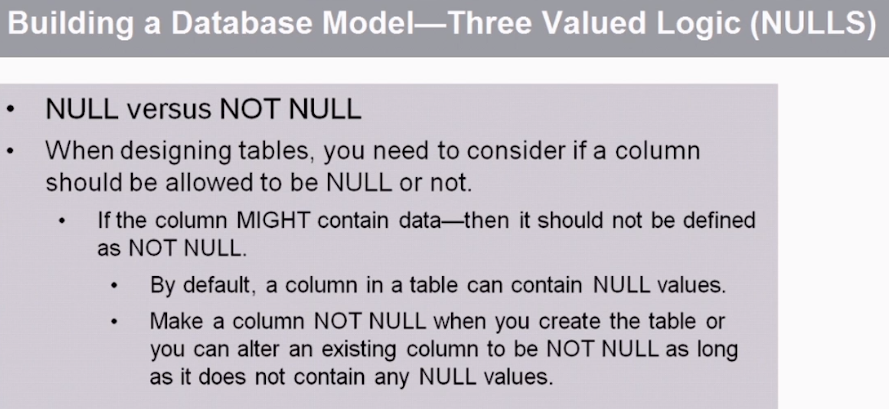 Building a Database Model—Three Valued Logic (NULLS)
• NULL versus NOT NULL
• When designing tables, you need to consider if a column
should be allowed to be NULL or not.
• If the column MIGHT contain data—then it should not be defined
as NOT NULL.
• By default, a column in a table can contain NULL values.
• Make a column NOT NULL when you create the table or
you can alter an existing column to be NOT NULL as long
as it does not contain any NULL values.